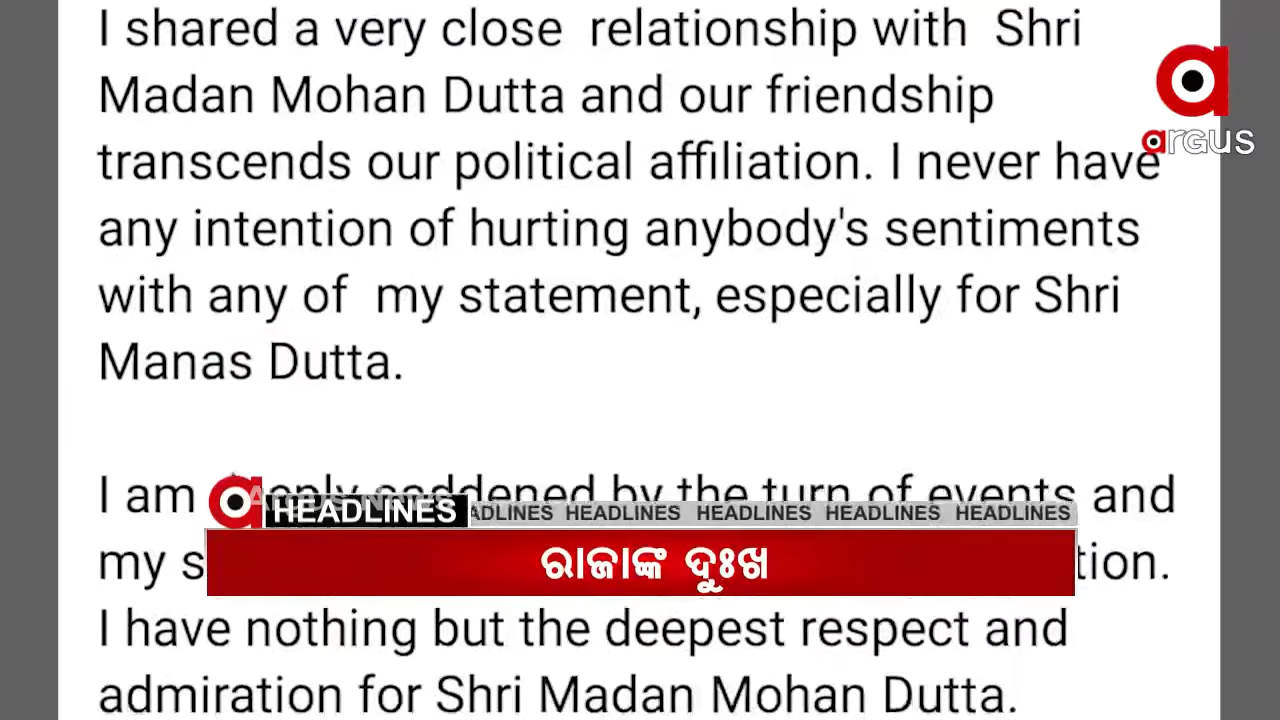 I shared a very close relationship with Shri
Madan Mohan Dutta and our friendship
transcends our political affiliation. I never have
any intention of hurting anybody's sentiments
with any of my statement, especially for Shri
Manas Dutta.
I am deeply saddened by the turn of events and
my s
tion.
I have nothing but the deepest respect and
admiration for Shri Madan Mohan Dutta.
argus
HEADLINES
ADLINES HEADLINES HEADLINES HEADLINES HEADLINES
ରାଜାଙ୍କ ଦୁଃଖ